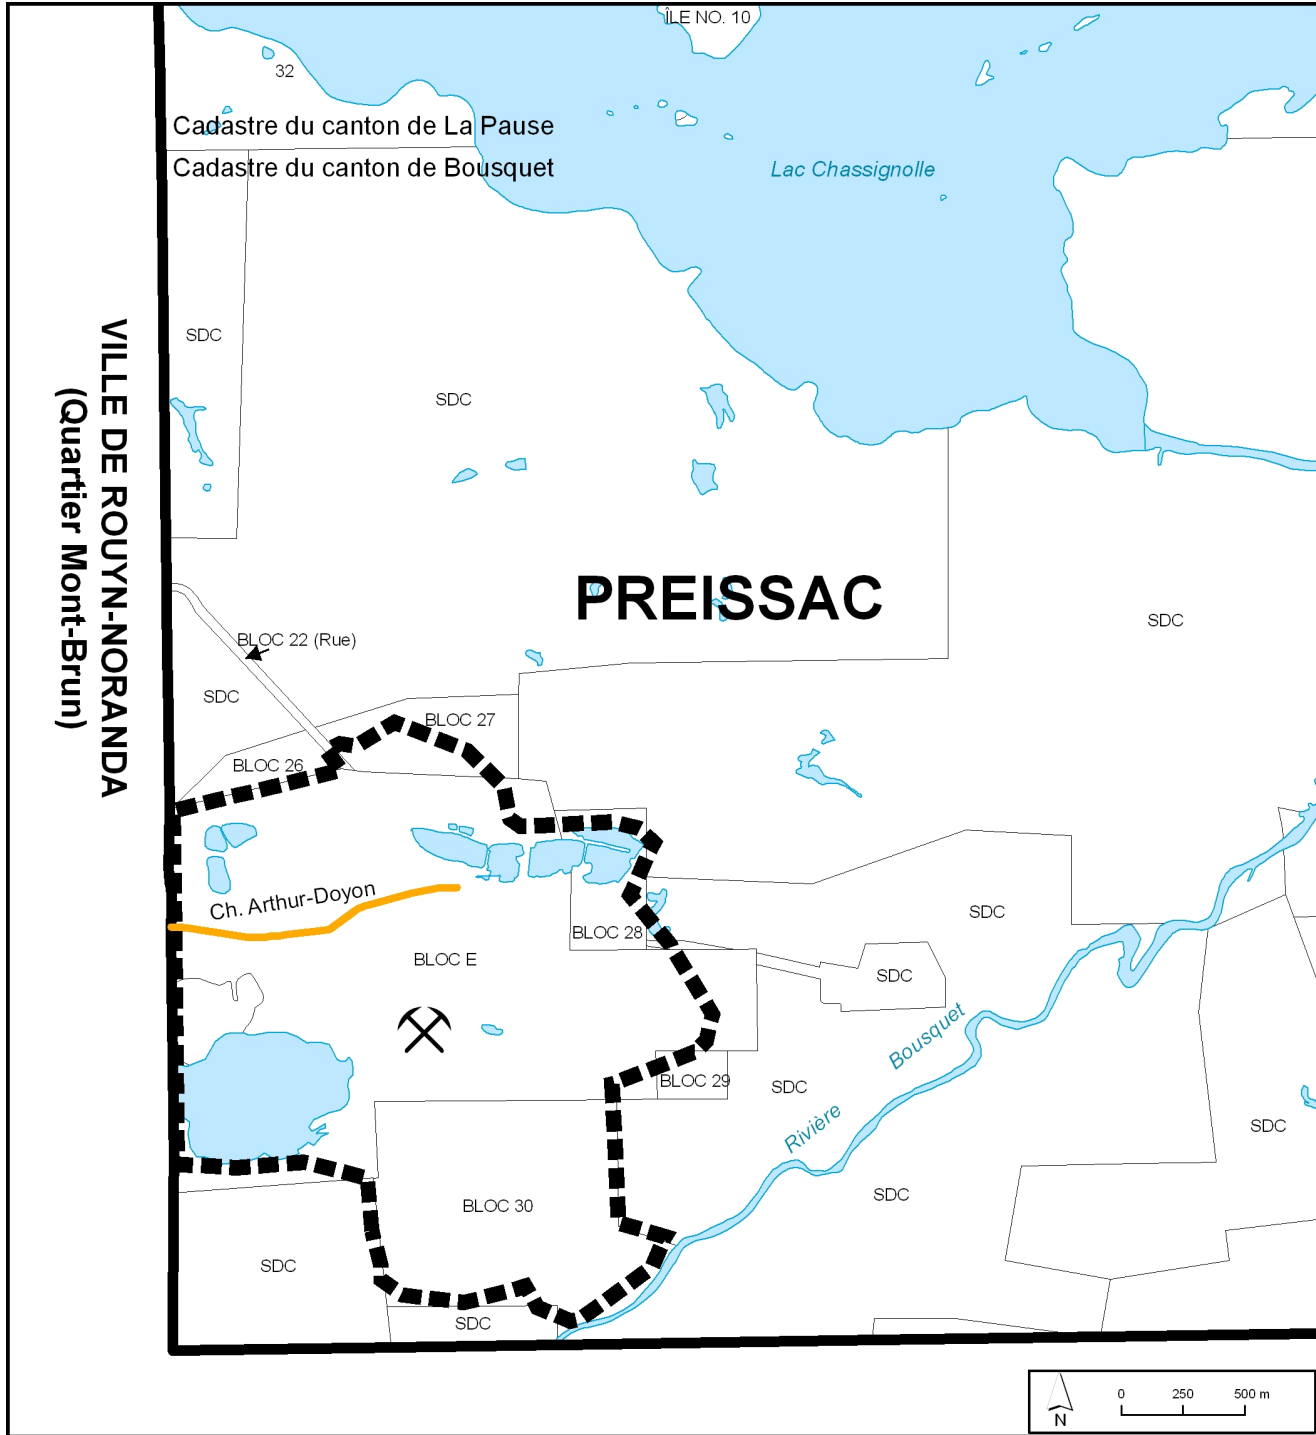 ÎLE NO. 10
32
Cadastre du canton de La Pause
Cadastre du canton de Bousquet
Lac Chassignolle
SDC
SDC
VILLE DE ROUYN-NORANDA
(Quartier Mont-Brun)
PREISSAC
SDC
BLOC 22 (Rue)
SDC
BLOC 27
BLOC 26
Ch. Arthur-Doyon
BLOC 28
SDC
BLOC E
SDC
Rivière Bousquet
BLOC 29
SDC
SDC
SDC
BLOC 30
SDC
SDC
N
0 250 500 m